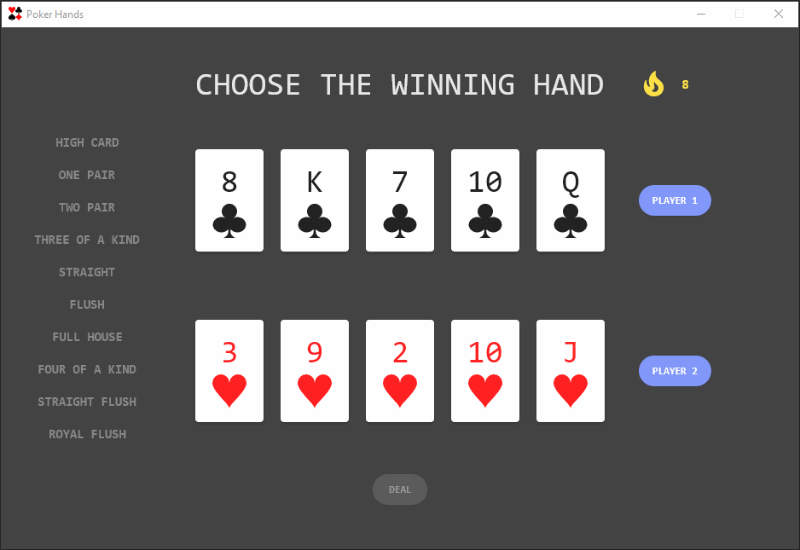 Poker Hands
CHOOSE THE WINNING HAND
8
HIGH CARD
ONE PAIR
TWO PAIR
THREE OF A KIND
STRAIGHT
FLUSH
FULL HOUSE
FOUR OF A KIND
STRAIGHT FLUSH
ROYAL FLUSH
8 K 7 10 Q
PLAYER 1
3 9 2 10 J
PLAYER 2
DEAL